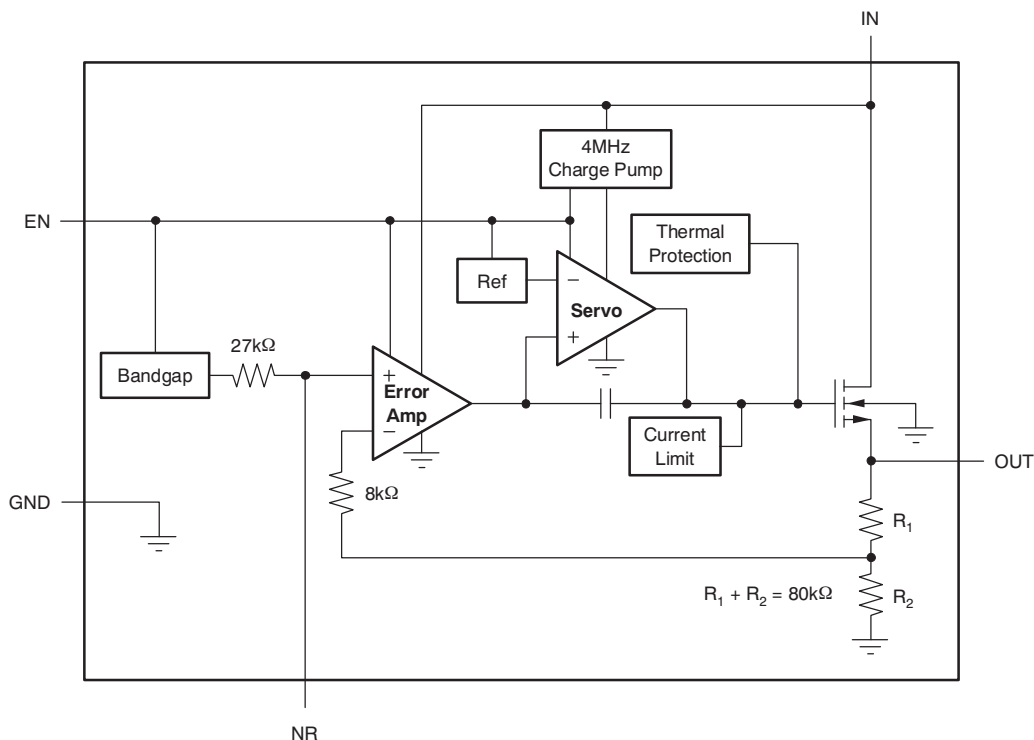 IN
4MHz
Charge Pump
EN
Thermal
Protection
Ref
−
Servo
+
27kΩ
Bandgap
+
Error
Amp
−
Current
Limit
OUT
8kΩ
GND
R1
R1 + R2 = 80kΩ
R2
NR